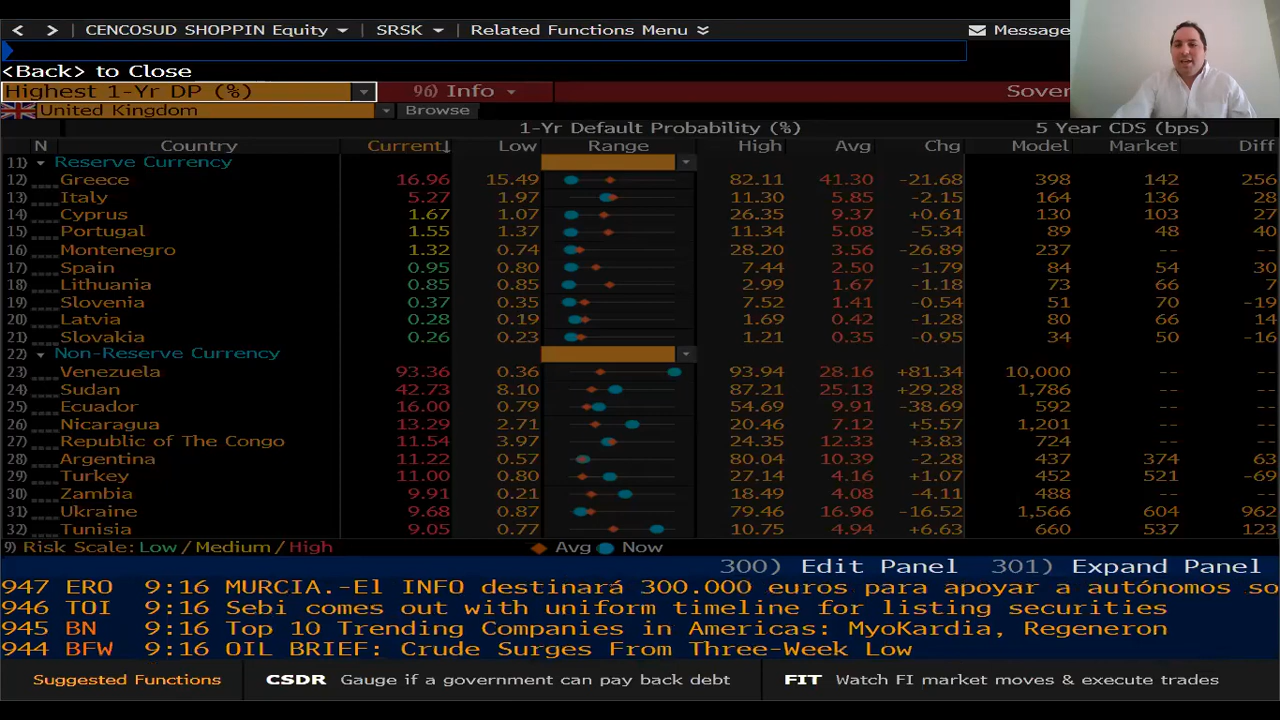 < > CENCOSUD SHOPPIN Equity SRSK Related Functions Menu Message
<Back> to Close
Highest 1-Yr DP (%) 96) Info Sover
United Kingdom Browse
1-Yr Default Probability (%) 5 Year CDS (bps)
N Country Current↓ Low Range High Avg Chg Model Market Diff
11) Reserve Currency
12) Greece 16.96 15.49 82.11 41.30 -21.68 398 142 256
13) Italy 5.27 1.97 11.30 5.85 -2.15 164 136 28
14) Cyprus 1.67 1.07 26.35 9.37 +0.61 130 103 27
15) Portugal 1.55 1.37 11.34 5.08 -5.34 89 48 40
16) Montenegro 1.32 0.74 28.20 3.56 -26.89 237 --  --
17) Spain 0.95 0.80 7.44 2.50 -1.79 84 54 30
18) Lithuania 0.85 0.85 2.99 1.67 -1.18 73 66 7
19) Slovenia 0.37 0.35 7.52 1.41 -0.54 51 70 -19
20) Latvia 0.28 0.19 1.69 0.42 -1.28 80 66 14
21) Slovakia 0.26 0.23 1.21 0.35 -0.95 34 50 -16
22) Non-Reserve Currency
23) Venezuela 93.36 0.36 93.94 28.16 +81.34 10,000 -- --
24) Sudan 42.73 8.10 87.21 25.13 +29.28 1,786 -- --
25) Ecuador 16.00 0.79 54.69 9.91 -38.69 592 -- --
26) Nicaragua 13.29 2.71 20.46 7.12 +5.57 1,201 -- --
27) Republic of The Congo 11.54 3.97 24.35 12.33 +3.83 724 -- --
28) Argentina 11.22 0.57 80.04 10.39 -2.28 437 374 63
29) Turkey 11.00 0.80 27.14 4.16 +1.07 452 521 -69
30) Zambia 9.91 0.21 18.49 4.08 -4.11 488 -- --
31) Ukraine 9.68 0.87 79.46 16.96 -16.52 1,566 604 962
32) Tunisia 9.05 0.77 10.75 4.94 +6.63 660 537 123
9) Risk Scale: Low / Medium / High Avg Now
300) Edit Panel 301) Expand Panel
947 ERO 9:16 MURCIA.-El INFO destinará 300.000 euros para apoyar a autónomos so
946 TOI 9:16 Sebi comes out with uniform timeline for listing securities
945 BN 9:16 Top 10 Trending Companies in Americas: MyoKardia, Regeneron
944 BFW 9:16 OIL BRIEF: Crude Surges From Three-Week Low
Suggested Functions CSDR Gauge if a government can pay back debt FIT Watch FI market moves & execute trades